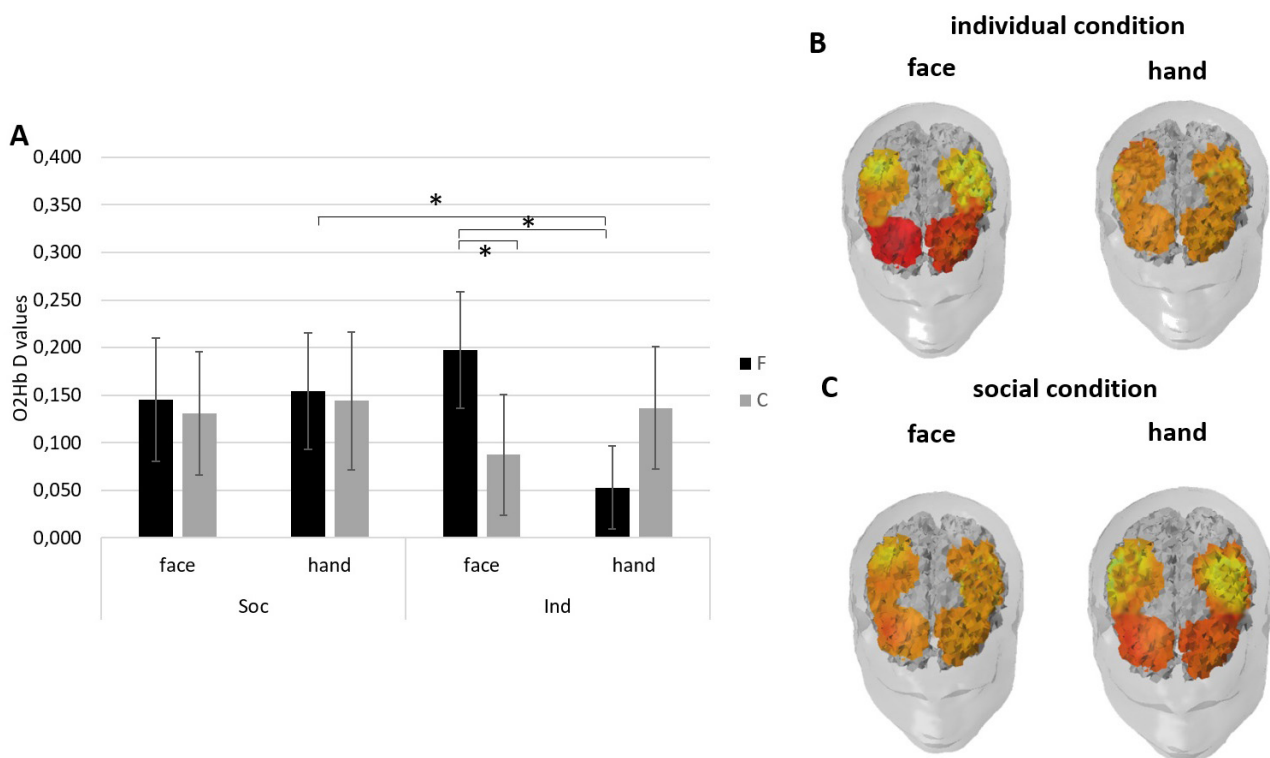 A
0,400
0,350
0,300
0,250
0,200
0,150
0,100
0,050
0,000
O2Hb D values
*
*
*
face
hand
face
hand
Soc
Ind
F
C
B
individual condition
face
hand
C
social condition
face
hand